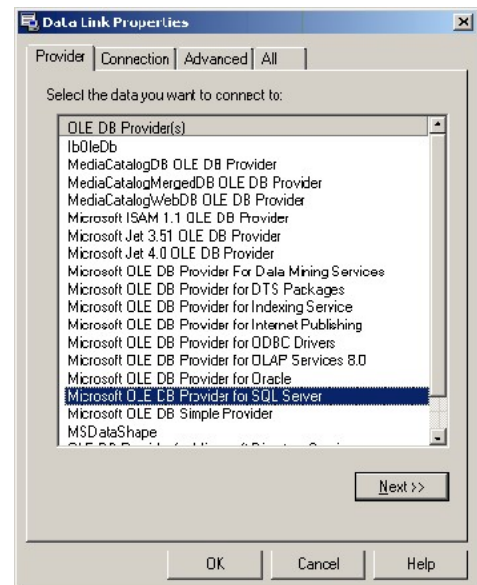 Data Link Properties
Provider Connection Advanced All
Select the data you want to connect to:
OLE DB Provider(s)
IbOleDb
MediaCatalogDB OLE DB Provider
MediaCatalogMergedDB OLE DB Provider
MediaCatalogWebDB OLE DB Provider
Microsoft ISAM 1.1 OLE DB Provider
Microsoft Jet 3.51 OLE DB Provider
Microsoft Jet 4.0 OLE DB Provider
Microsoft OLE DB Provider For Data Mining Services
Microsoft OLE DB Provider for DTS Packages
Microsoft OLE DB Provider for Indexing Service
Microsoft OLE DB Provider for Internet Publishing
Microsoft OLE DB Provider for ODBC Drivers
Microsoft OLE DB Provider for OLAP Services 8.0
Microsoft OLE DB Provider for Oracle
Microsoft OLE DB Provider for SQL Server
Microsoft OLE DB Simple Provider
MSDataShape
Next >>
OK Cancel Help